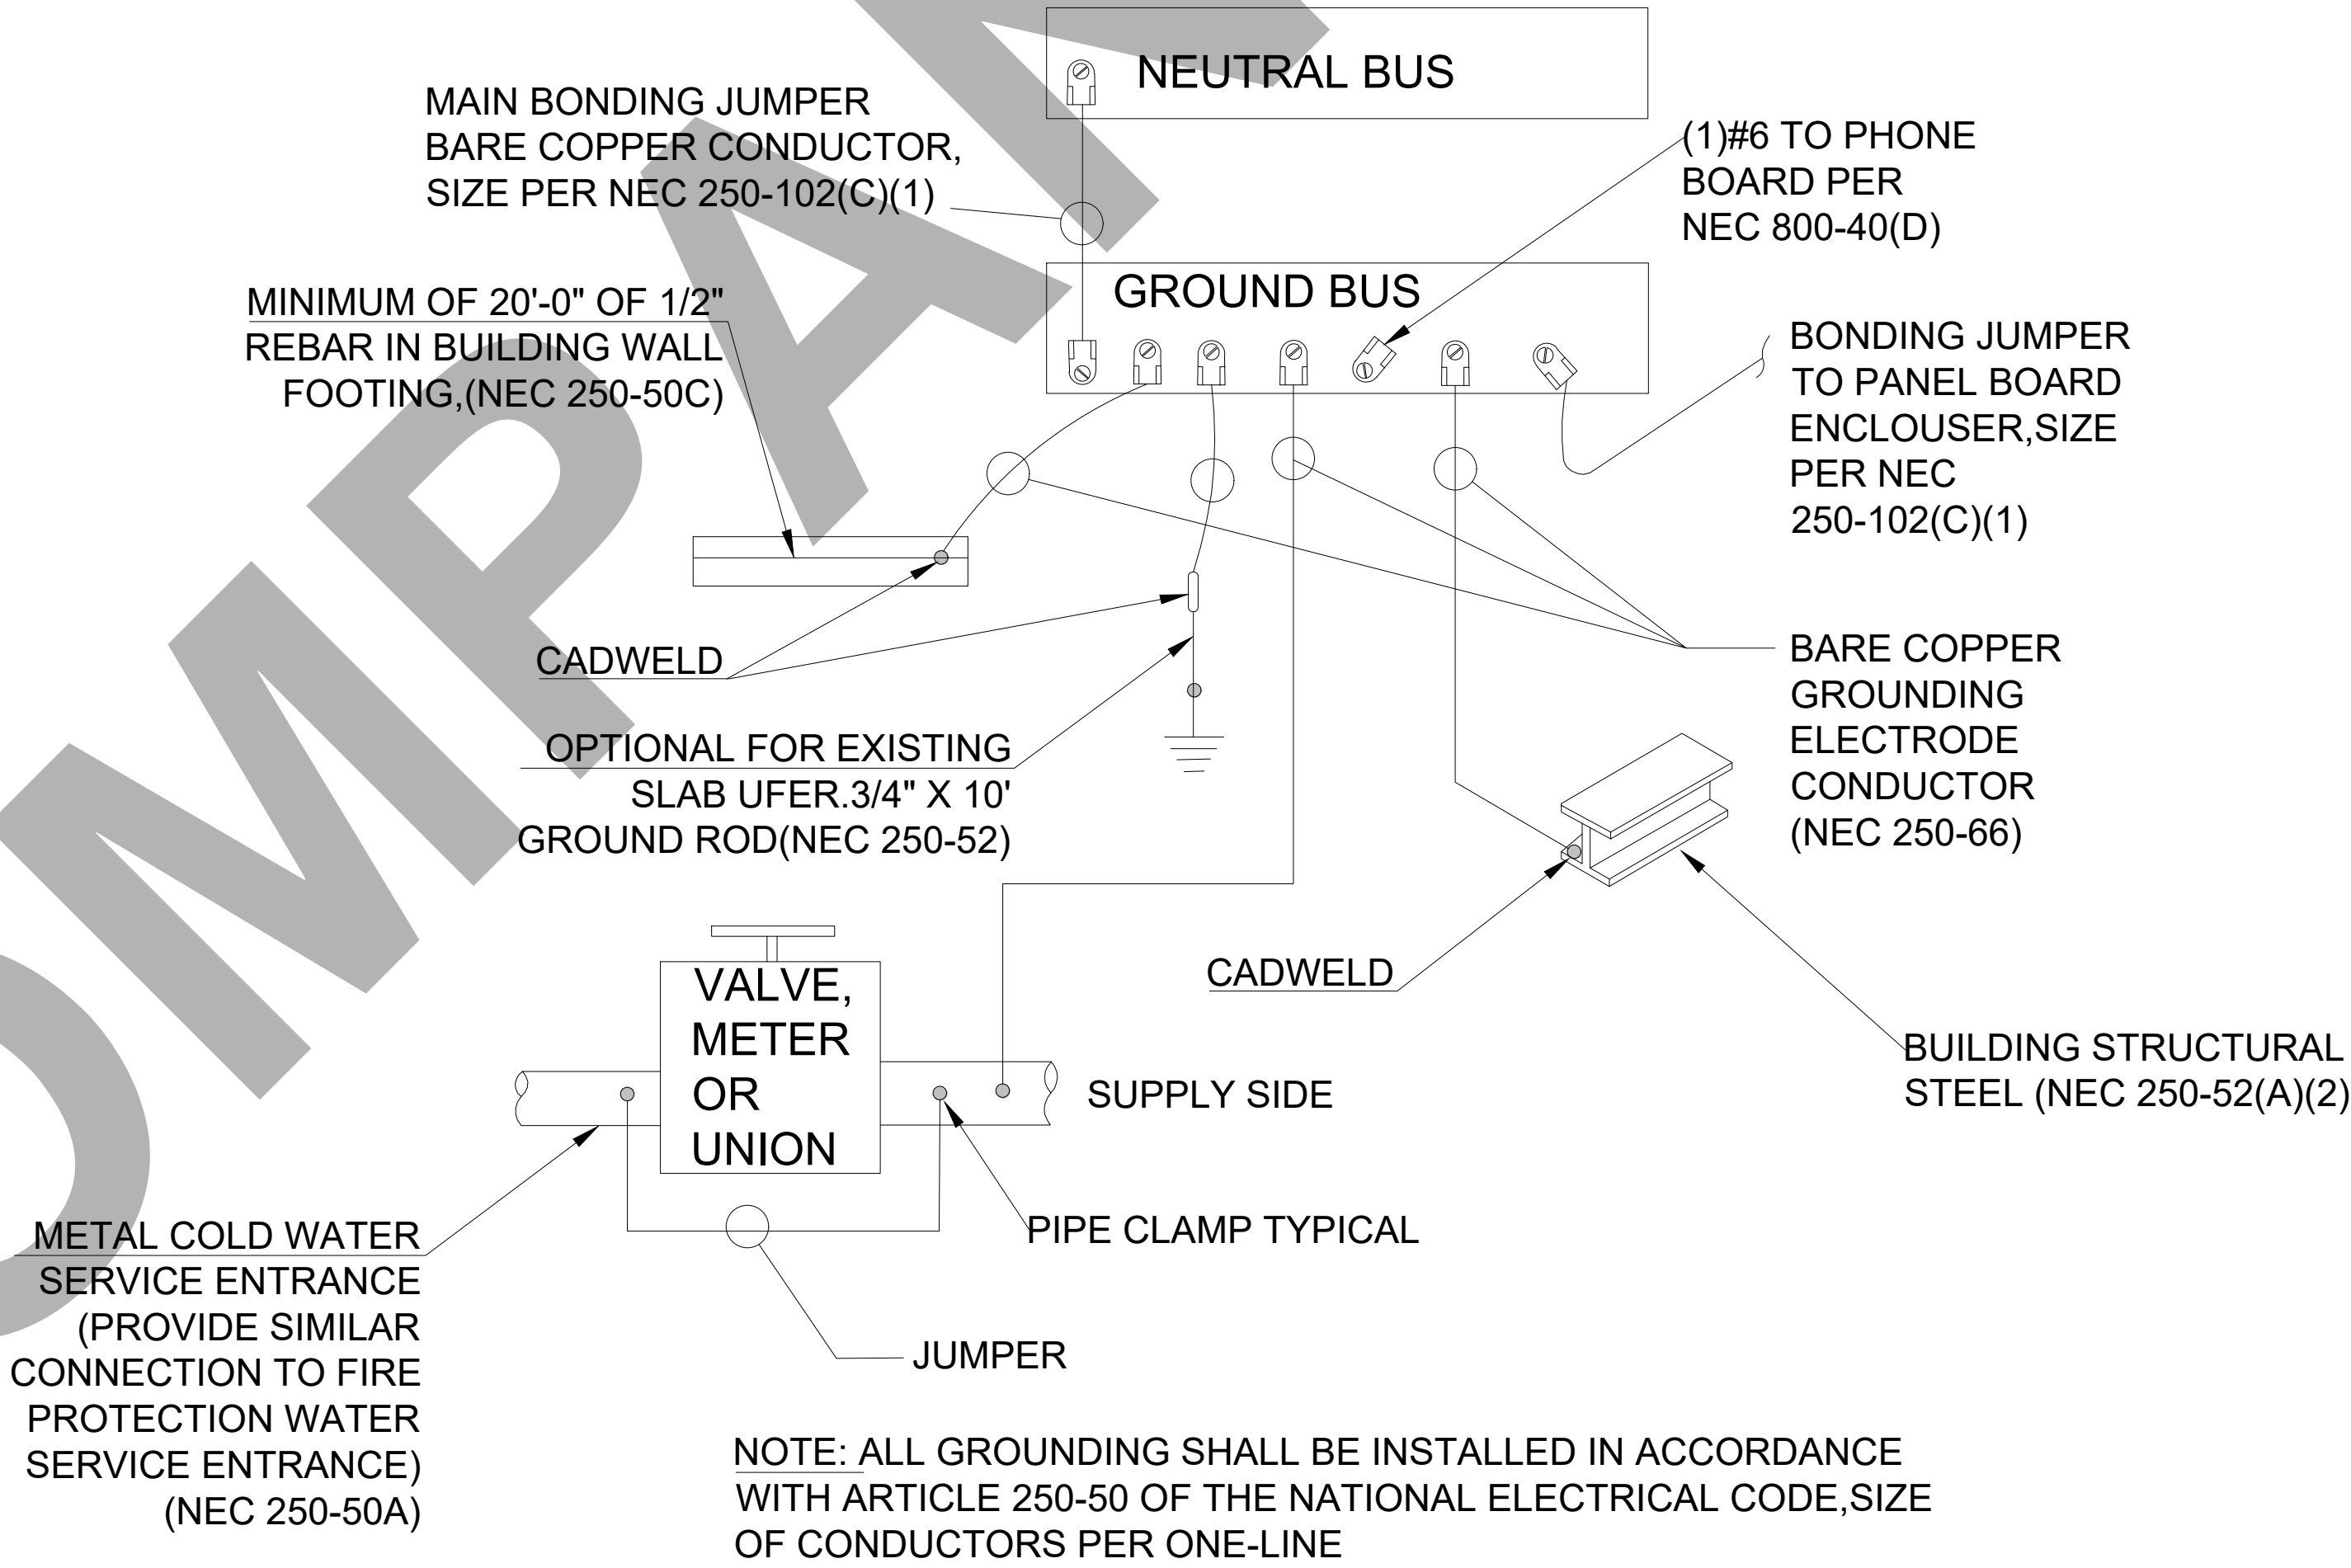 NEUTRAL BUS
MAIN BONDING JUMPER
BARE COPPER CONDUCTOR,
SIZE PER NEC 250-102(C)(1)
(1)#6 TO PHONE
BOARD PER
NEC 800-40(D)
GROUND BUS
MINIMUM OF 20'-0" OF 1/2"
REBAR IN BUILDING WALL
FOOTING,(NEC 250-50C)
BONDING JUMPER
TO PANEL BOARD
ENCLOUSER,SIZE
PER NEC
250-102(C)(1)
CADWELD
BARE COPPER
GROUNDING
ELECTRODE
CONDUCTOR
(NEC 250-66)
OPTIONAL FOR EXISTING
SLAB UFER.3/4" X 10'
GROUND ROD(NEC 250-52)
CADWELD
VALVE,
METER
OR
UNION
SUPPLY SIDE
BUILDING STRUCTURAL
STEEL (NEC 250-52(A)(2)
PIPE CLAMP TYPICAL
METAL COLD WATER
SERVICE ENTRANCE
(PROVIDE SIMILAR
CONNECTION TO FIRE
PROTECTION WATER
SERVICE ENTRANCE)
(NEC 250-50A)
JUMPER
NOTE: ALL GROUNDING SHALL BE INSTALLED IN ACCORDANCE
WITH ARTICLE 250-50 OF THE NATIONAL ELECTRICAL CODE,SIZE
OF CONDUCTORS PER ONE-LINE
OMPA